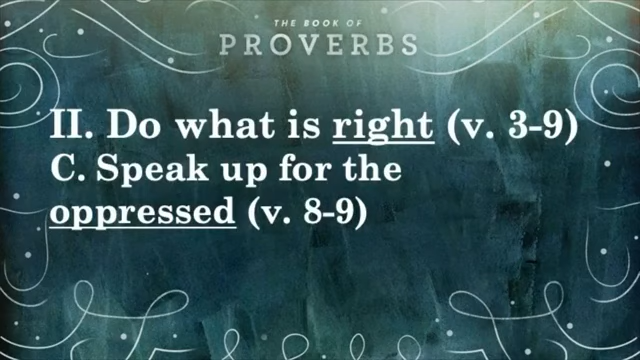 THE BOOK OF
PROVERBS
II. Do what is right (v. 3-9)
C. Speak up for the
oppressed (v. 8-9)